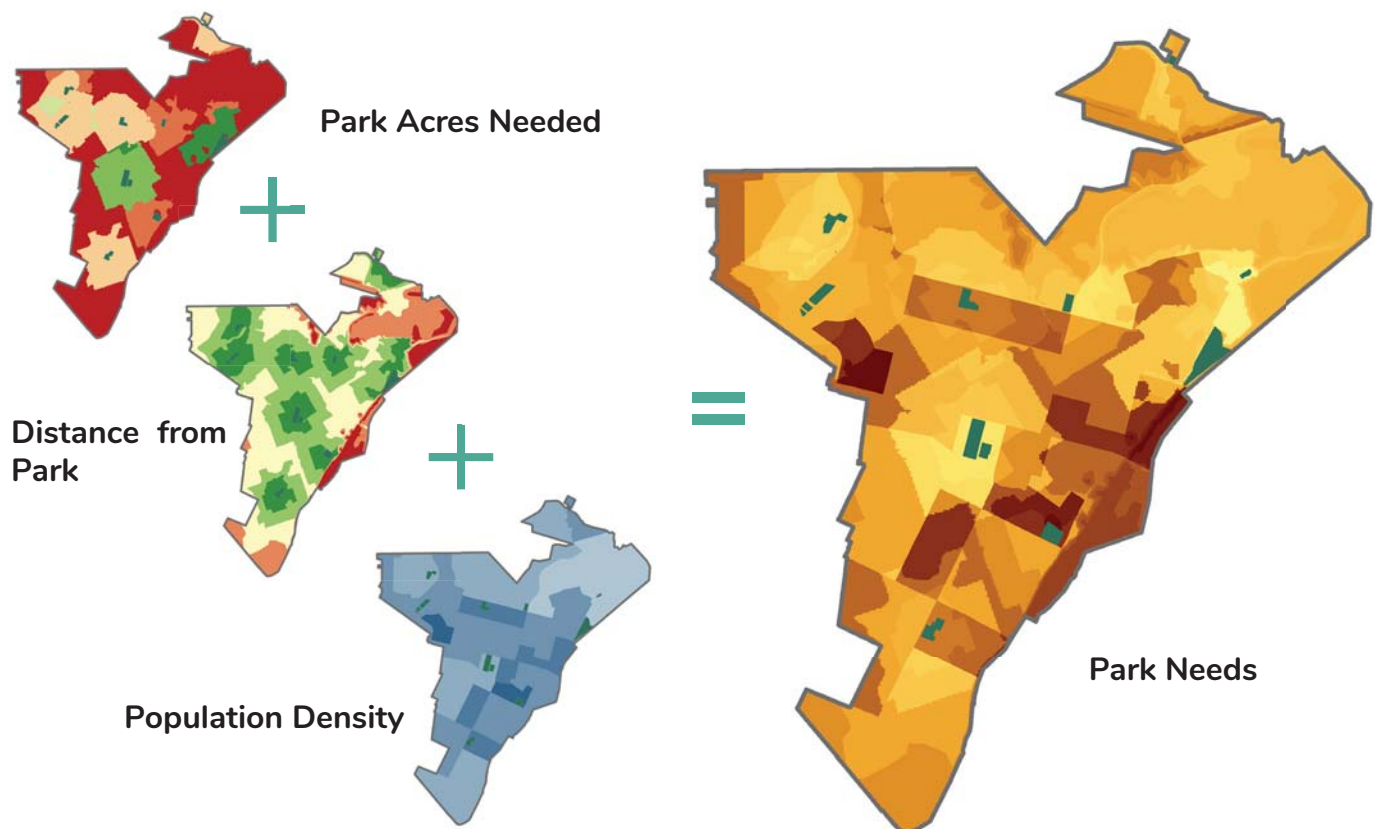 Park Acres Needed
+
Distance from
Park
+
=
Population Density
Park Needs